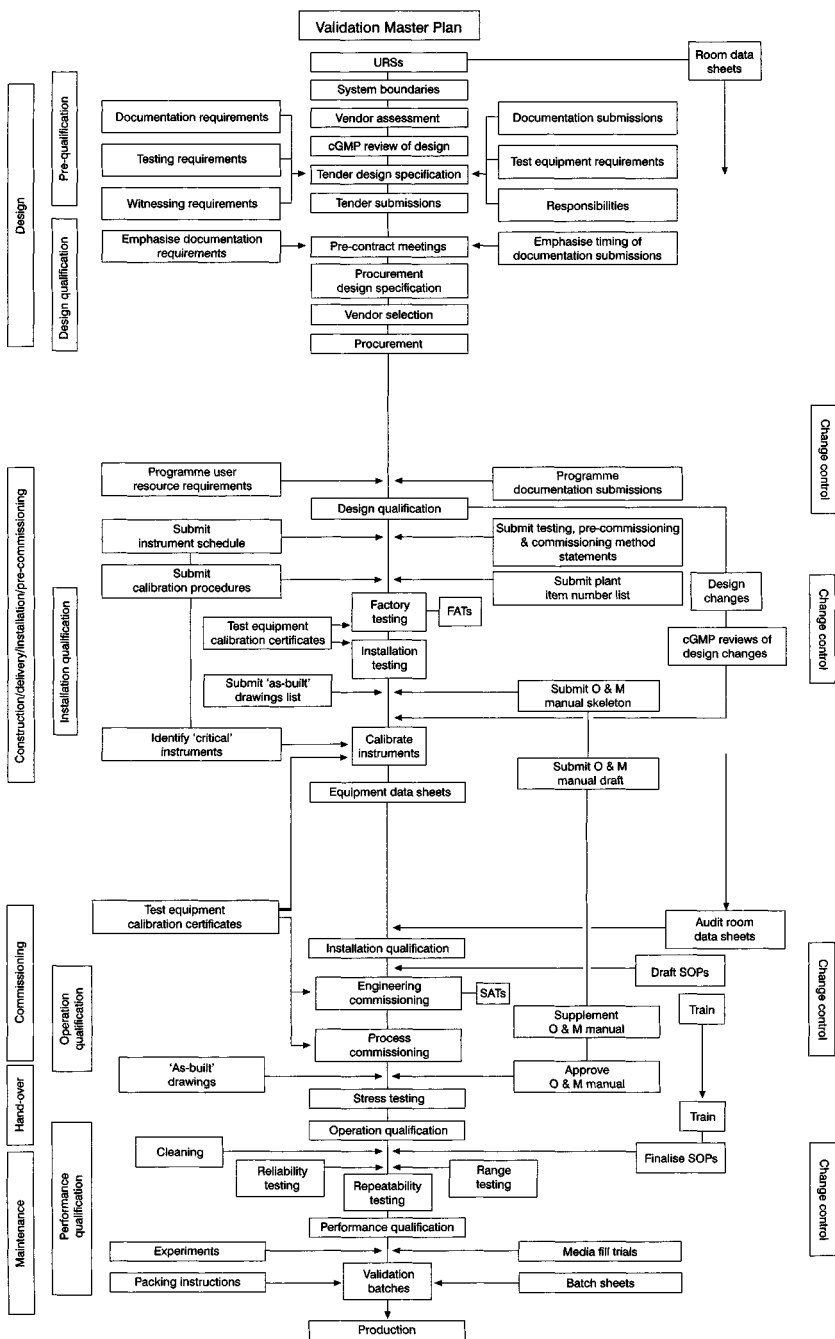 Validation Master Plan
URSs
Room data
sheets
System boundaries
Documentation requirements
Vendor assessment
Documentation submissions
cGMP review of design
Testing requirements
Tender design specification
Test equipment requirements
Witnessing requirements
Tender submissions
Responsibilities
Emphasise documentation
requirements
Pre-contract meetings
Emphasise timing of
documentation submissions
Procurement
design specification
Vendor selection
Procurement
Design
Pre-qualification
Design qualification
Change control
Programme user
resource requirements
Programme
documentation submissions
Design qualification
Submit
instrument schedule
Submit testing, pre-commissioning
& commissioning method
statements
Submit
calibration procedures
Submit plant
item number list
Design
changes
Factory
testing
FATs
Test equipment
calibration certificates
Installation
testing
cGMP reviews of
design changes
Submit 'as-built'
drawings list
Submit O & M
manual skeleton
Identify 'critical'
instruments
Calibrate
instruments
Submit O & M
manual draft
Equipment data sheets
Construction/delivery/installation/pre-commissioning
Installation qualification
Change control
Test equipment
calibration certificates
Audit room
data sheets
Installation qualification
Draft SOPs
Engineering
commissioning
SATs
Supplement
O & M manual
Train
Process
commissioning
'As-built'
drawings
Approve
O & M manual
Stress testing
Train
Operation qualification
Cleaning
Finalise SOPs
Reliability
testing
Range
testing
Repeatability
testing
Performance qualification
Experiments
Media fill trials
Packing instructions
Validation
batches
Batch sheets
Production
Commissioning
Operation
qualification
Change control
Hand-over
Maintenance
Performance
qualification
Change control